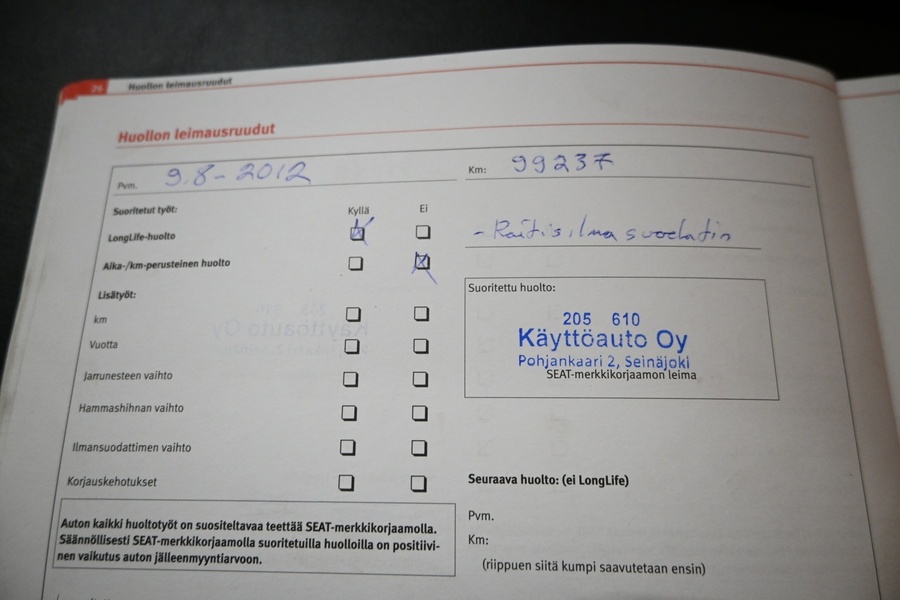 26 Huollon leimausruudut
Huollon leimausruudut
Pvm. 9.8-2012
Km: 99237
Suoritetut työt: Kyllä Ei
LongLife-huolto
Aika-/km-perusteinen huolto
Lisätyöt:
km
Vuotta
Jarrunesteen vaihto
Hammashihnan vaihto
Ilmansuodattimen vaihto
Korjauskehotukset
Auton kaikki huoltotyöt on suositeltavaa teettää SEAT-merkkikorjaamolla.
Säännöllisesti SEAT-merkkikorjaamolla suoritetuilla huolloilla on positiivi-
nen vaikutus auton jälleenmyyntiarvoon.
- Raitisilma suodatin
Suoritettu huolto:
205 610
Käyttöauto Oy
Pohjankaari 2, Seinäjoki
SEAT-merkkikorjaamon leima
Seuraava huolto: (ei LongLife)
Pvm.
Km:
(riippuen siitä kumpi saavutetaan ensin)